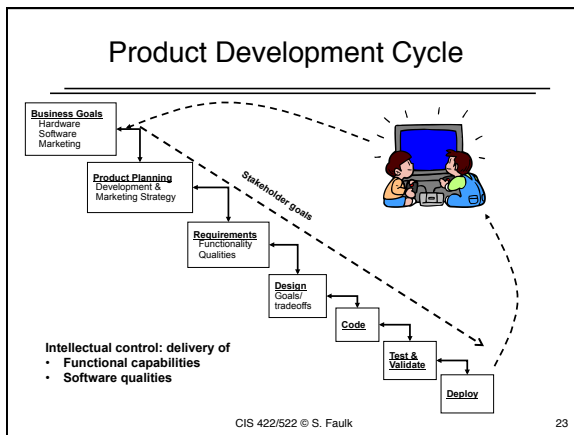 Product Development Cycle
Business Goals
Hardware
Software
Marketing
Product Planning
Development &
Marketing Strategy
Stakeholder goals
Requirements
Functionality
Qualities
Design
Goals/
tradeoffs
Code
Test &
Validate
Deploy
Intellectual control: delivery of
• Functional capabilities
• Software qualities
CIS 422/522 © S. Faulk
23